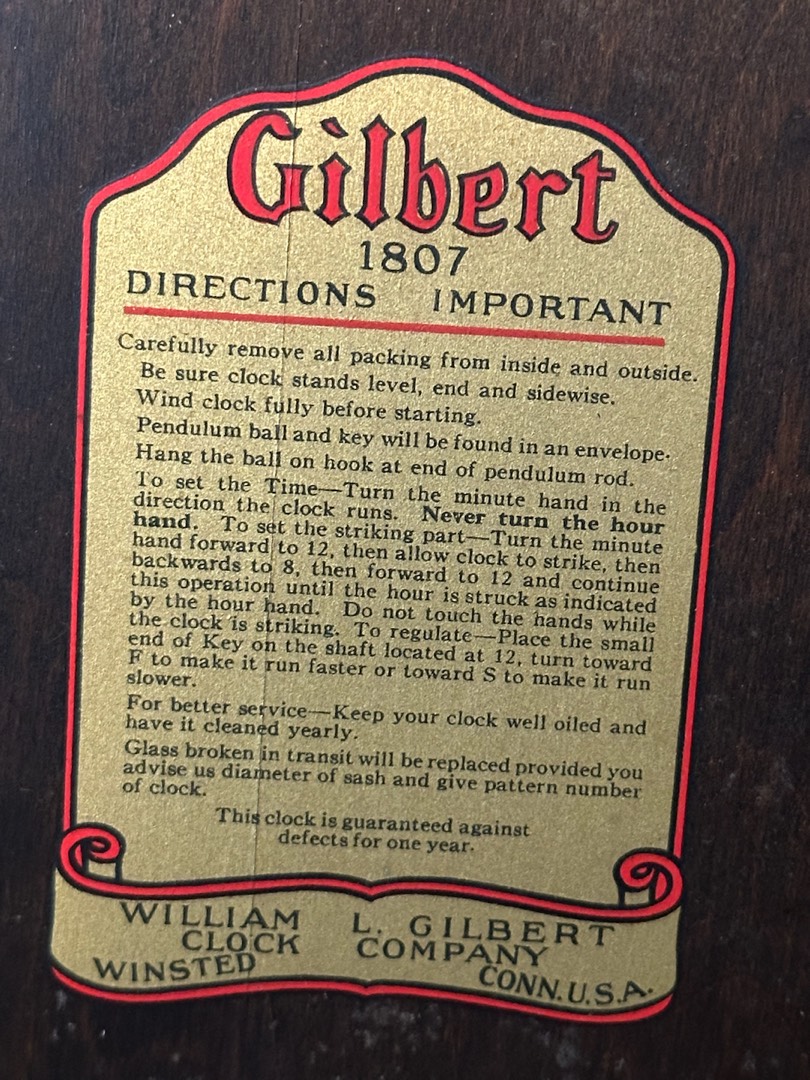 Gilbert
1807
DIRECTIONS IMPORTANT
Carefully remove all packing from inside and outside.
Be sure clock stands level, end and sidewise.
Wind clock fully before starting.
Pendulum ball and key will be found in an envelope.
Hang the ball on hook at end of pendulum rod.
To set the Time—Turn the minute hand in the
direction the clock runs. Never turn the hour
hand. To set the striking part—Turn the minute
hand forward to 12, then allow clock to strike, then
backwards to 8, then forward to 12 and continue
this operation until the hour is struck as indicated
by the hour hand. Do not touch the hands while
the clock is striking. To regulate—Place the small
end of Key on the shaft located at 12, turn toward
F to make it run faster or toward S to make it run
slower.
For better service—Keep your clock well oiled and
have it cleaned yearly.
Glass broken in transit will be replaced provided you
advise us diameter of sash and give pattern number
of clock.
This clock is guaranteed against
defects for one year.
WILLIAM L. GILBERT
CLOCK COMPANY
WINSTED CONN. U.S.A.